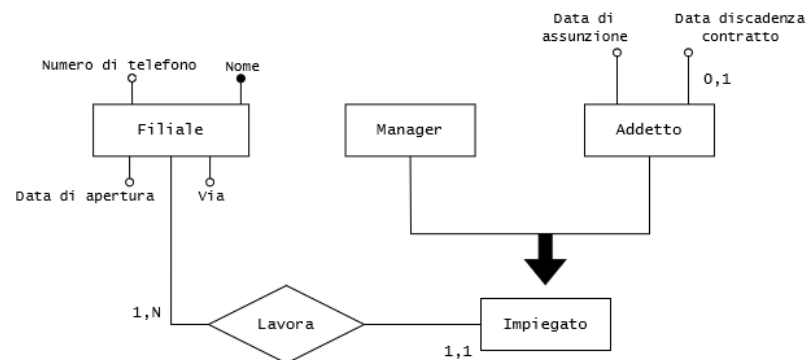 Data di
assunzione
Data discadenza
contratto
Numero di telefono
Nome
0,1
Filiale
Manager
Addetto
Data di apertura
Via
1,N
Lavora
Impiegato
1,1